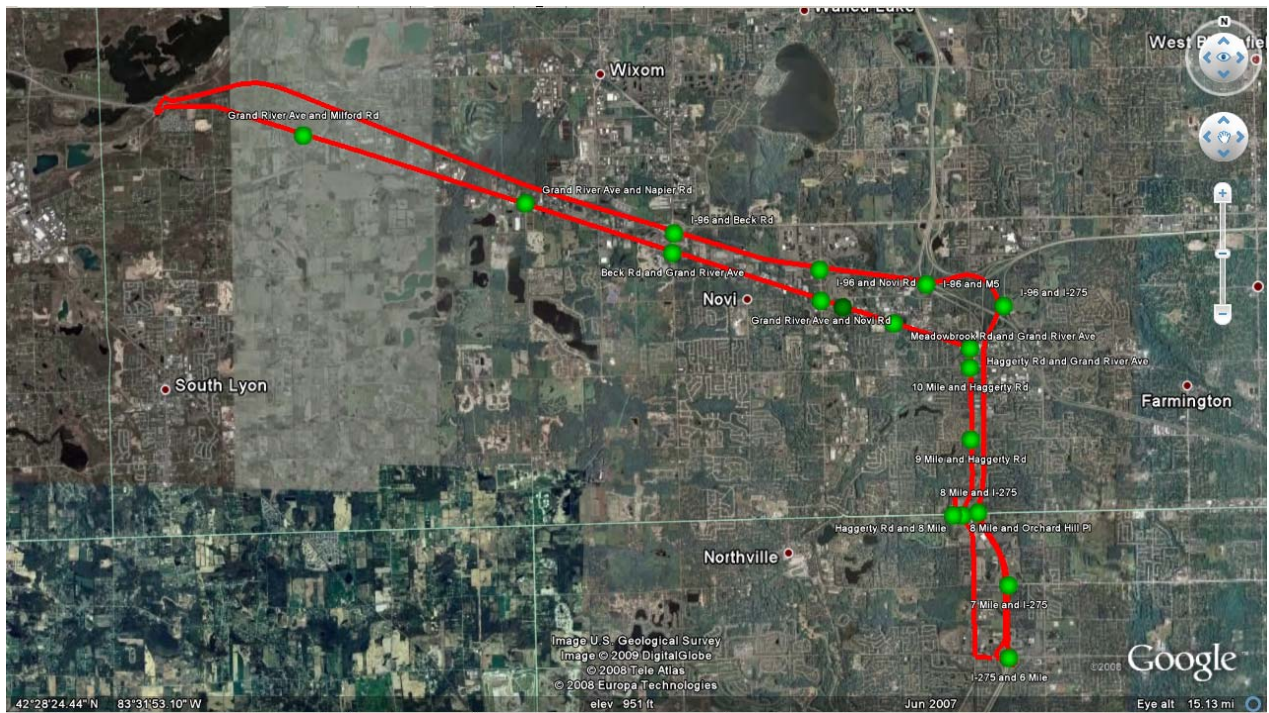 Walled Lake
N
West Bl
Wixom
Grand River Ave and Milford Rd
Grand River Ave and Napier Rd
I-96 and Beck Rd
Beck Rd and Grand River Ave
I-96 and Novi Rd
I-96 and M5
I-96 and I-275
Novi
Grand River Ave and Novi Rd
Meadowbrook Rd and Grand River Ave
Haggerty Rd and Grand River Ave
10 Mile and Haggerty Rd
South Lyon
Farmington
9 Mile and Haggerty Rd
8 Mile and I-275
Haggerty Rd and 8 Mile
8 Mile and Orchard Hill Pl
Northville
7 Mile and I-275
Image U.S. Geological Survey
Image © 2009 DigitalGlobe
© 2008 Tele Atlas
© 2008 Europa Technologies
©2008 Google
I-275 and 6 Mile
42°28'24.44" N 83°31'53.10" W elev 951 ft Jun 2007 Eye alt 15.13 mi